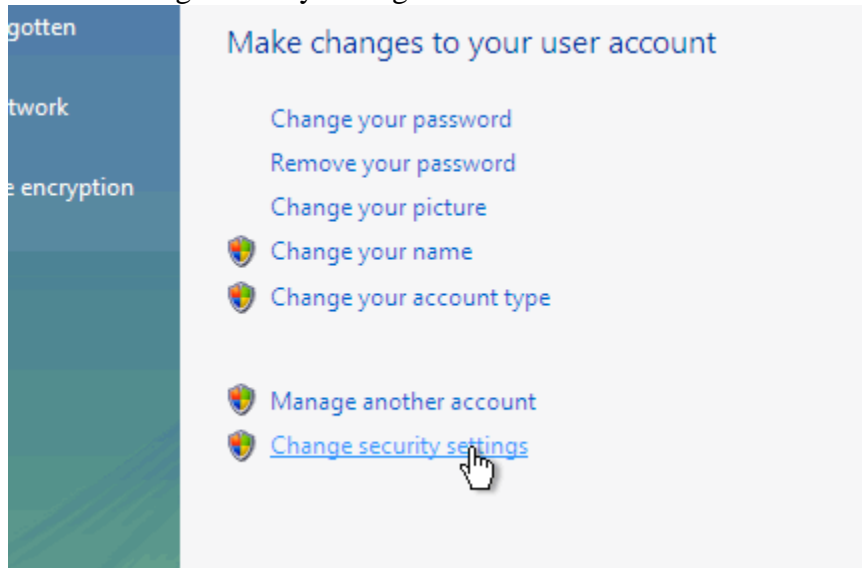 gotten
twork
e encryption
Make changes to your user account
Change your password
Remove your password
Change your picture
Change your name
Change your account type
Manage another account
Change security settings